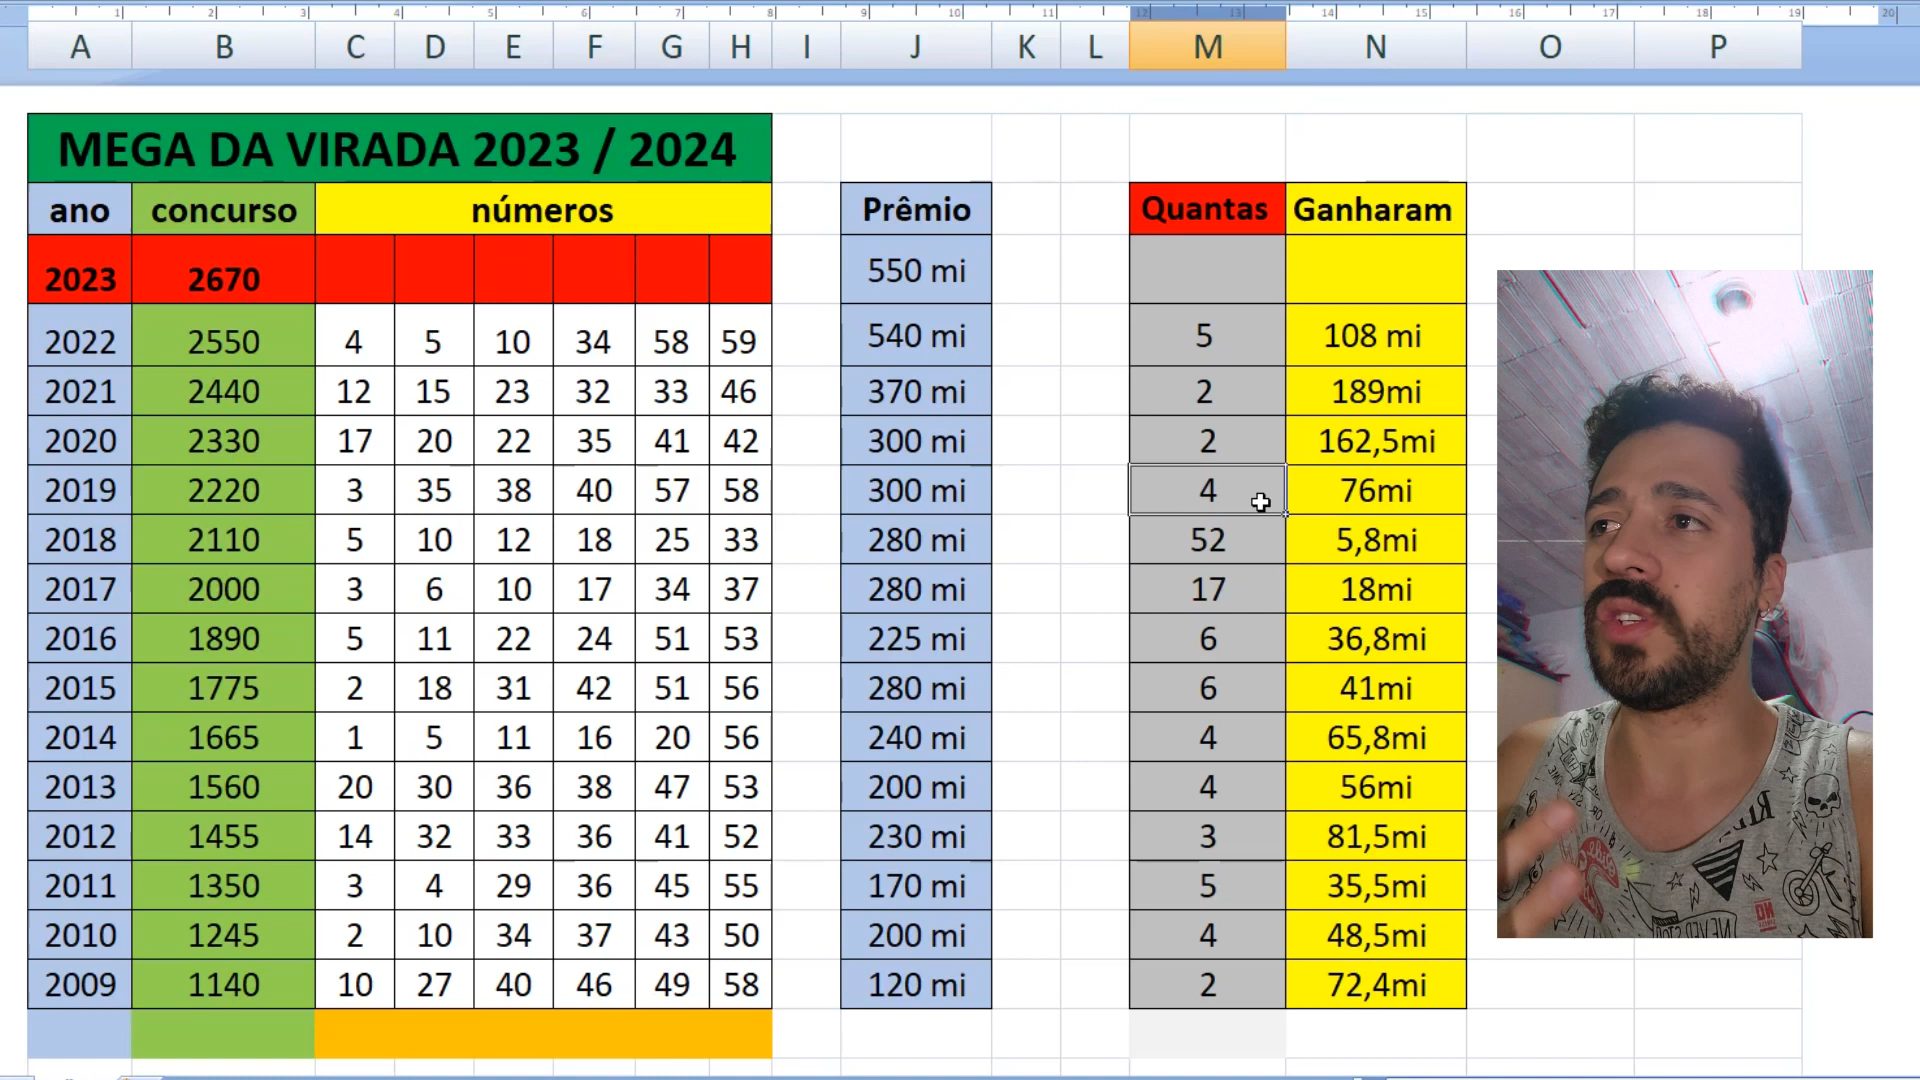 A B C D E F G H I J K L M N O P
MEGA DA VIRADA 2023 / 2024
ano concurso números Prêmio Quantas Ganharam
2023 2670 550 mi
2022 2550 4 5 10 34 58 59 540 mi 5 108 mi
2021 2440 12 15 23 32 33 46 370 mi 2 189mi
2020 2330 17 20 22 35 41 42 300 mi 2 162,5mi
2019 2220 3 35 38 40 57 58 300 mi 4 76mi
2018 2110 5 10 12 18 25 33 280 mi 52 5,8mi
2017 2000 3 6 10 17 34 37 280 mi 17 18mi
2016 1890 5 11 22 24 51 53 225 mi 6 36,8mi
2015 1775 2 18 31 42 51 56 280 mi 6 41mi
2014 1665 1 5 11 16 20 56 240 mi 4 65,8mi
2013 1560 20 30 36 38 47 53 200 mi 4 56mi
2012 1455 14 32 33 36 41 52 230 mi 3 81,5mi
2011 1350 3 4 29 36 45 55 170 mi 5 35,5mi
2010 1245 2 10 34 37 43 50 200 mi 4 48,5mi
2009 1140 10 27 40 46 49 58 120 mi 2 72,4mi